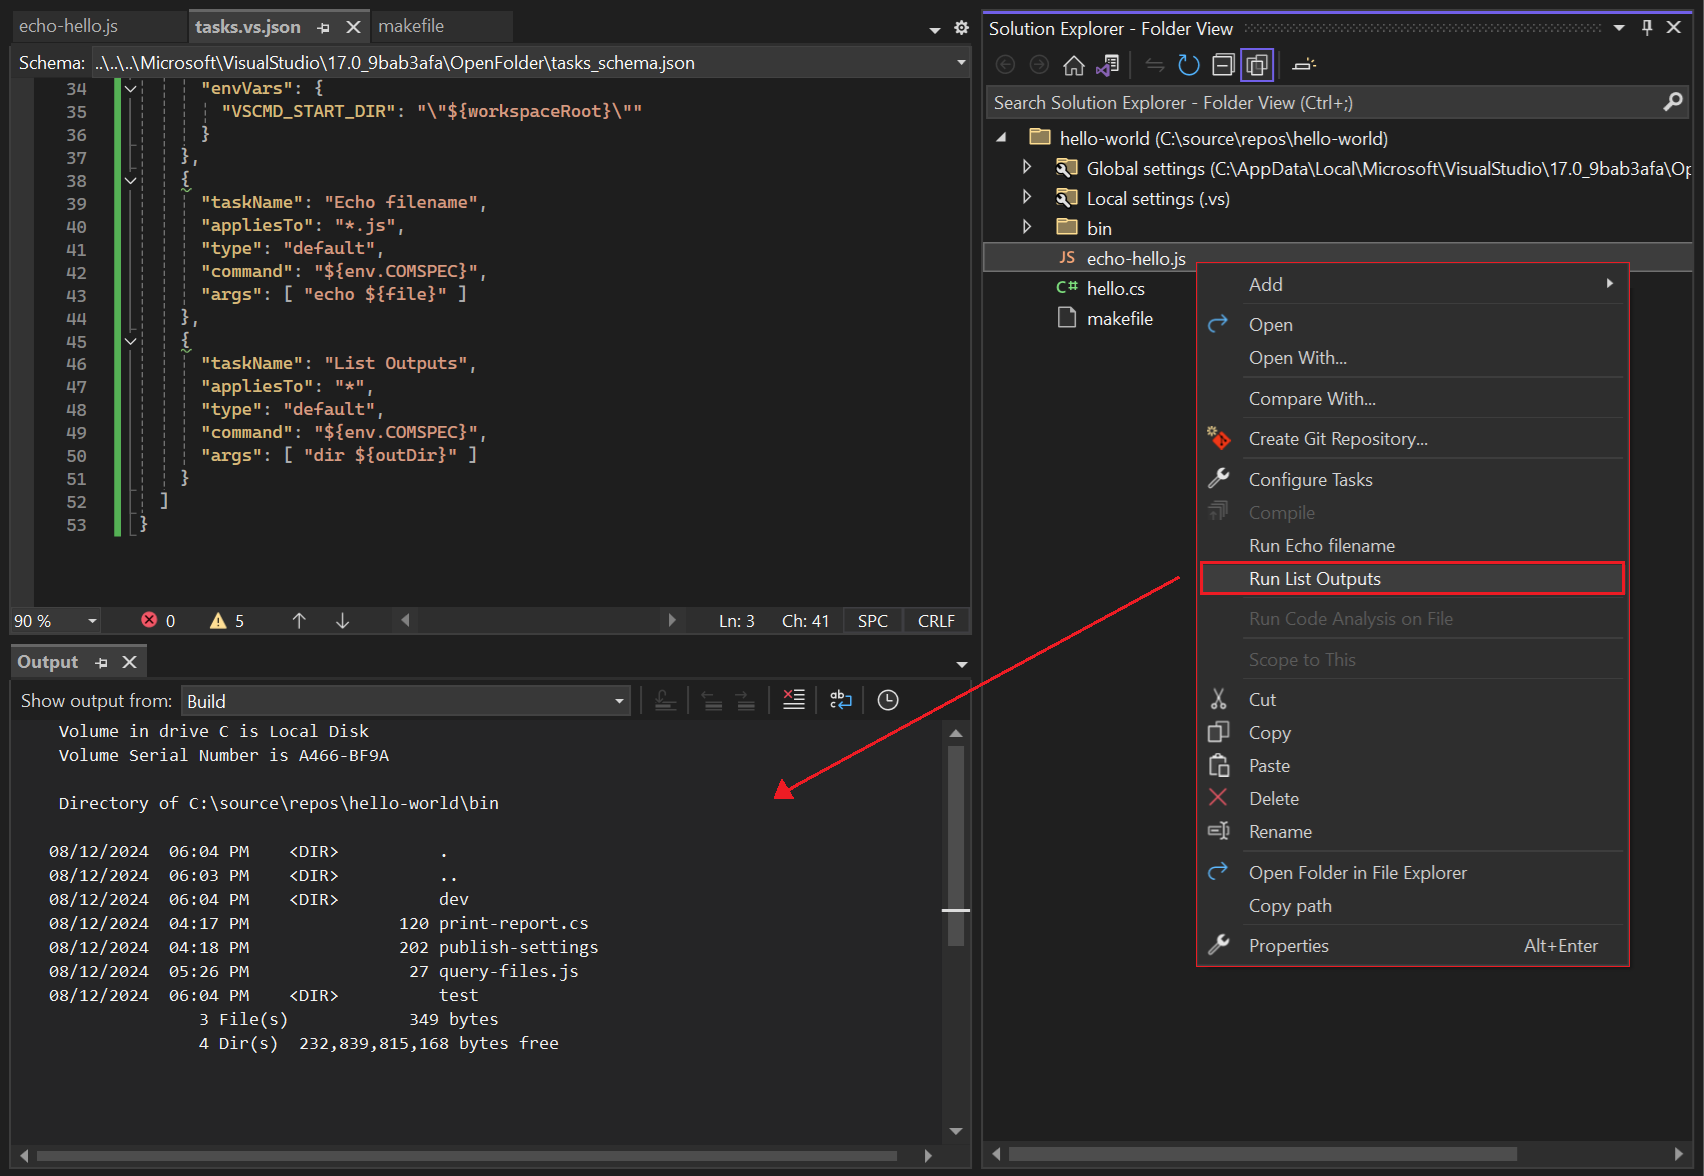 echo-hello.js
tasks.vs.json
makefile
Schema: ..\..\..\Microsoft\VisualStudio\17.0_9bab3afa\OpenFolder\tasks_schema.json
34 "envVars": {
35 "VSCMD_START_DIR": "\"${workspaceRoot}\""
36 }
37 },
38 {
39 "taskName": "Echo filename",
40 "appliesTo": "*.js",
41 "type": "default",
42 "command": "${env.COMSPEC}",
43 "args": [ "echo ${file}" ]
44 },
45 {
46 "taskName": "List Outputs",
47 "appliesTo": "*",
48 "type": "default",
49 "command": "${env.COMSPEC}",
50 "args": [ "dir ${outDir}" ]
51 }
52 ]
53 }
90 % 0 5 Ln: 3 Ch: 41 SPC CRLF
Output
Show output from: Build
Volume in drive C is Local Disk
Volume Serial Number is A466-BF9A
Directory of C:\source\repos\hello-world\bin
08/12/2024 06:04 PM <DIR> .
08/12/2024 06:03 PM <DIR> ..
08/12/2024 06:04 PM <DIR> dev
08/12/2024 04:17 PM 120 print-report.cs
08/12/2024 04:18 PM 202 publish-settings
08/12/2024 05:26 PM 27 query-files.js
08/12/2024 06:04 PM <DIR> test
3 File(s) 349 bytes
4 Dir(s) 232,839,815,168 bytes free
Solution Explorer - Folder View
Search Solution Explorer - Folder View (Ctrl+;)
hello-world (C:\source\repos\hello-world)
Global settings (C:\AppData\Local\Microsoft\VisualStudio\17.0_9bab3afa\Op
Local settings (.vs)
bin
JS echo-hello.js
C# hello.cs
makefile
Add
Open
Open With...
Compare With...
Create Git Repository...
Configure Tasks
Compile
Run Echo filename
Run List Outputs
Run Code Analysis on File
Scope to This
Cut
Copy
Paste
Delete
Rename
Open Folder in File Explorer
Copy path
Properties Alt+Enter